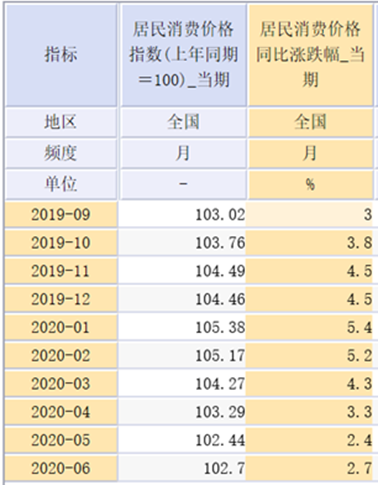 指标 居民消费价格指数(上年同期=100)_当期 居民消费价格同比涨跌幅_当期
地区 全国 全国
频度 月 月
单位 - %
2019-09 103.02 3
2019-10 103.76 3.8
2019-11 104.49 4.5
2019-12 104.46 4.5
2020-01 105.38 5.4
2020-02 105.17 5.2
2020-03 104.27 4.3
2020-04 103.29 3.3
2020-05 102.44 2.4
2020-06 102.7 2.7